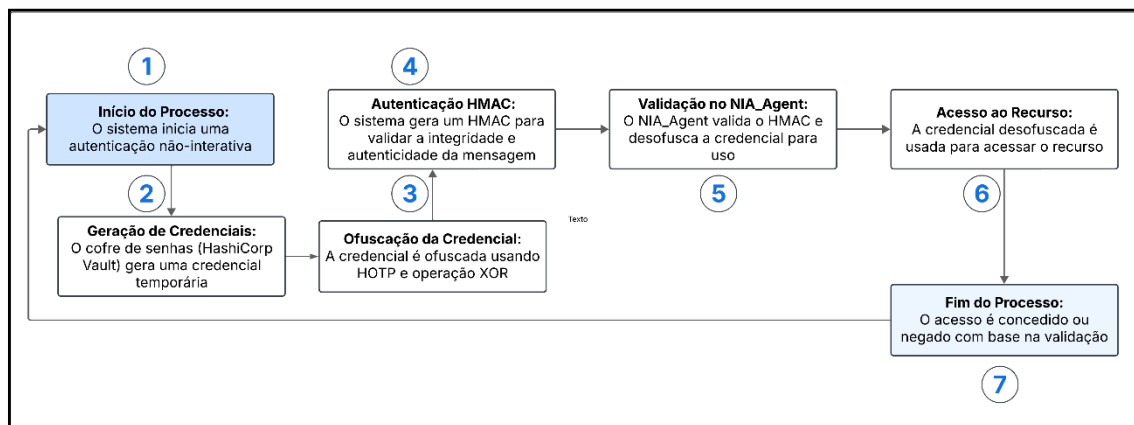 1
Início do Processo:
O sistema inicia uma
autenticação não-interativa
2
Geração de Credenciais:
O cofre de senhas (HashiCorp
Vault) gera uma credencial
temporária
3
Ofuscação da Credencial:
A credencial é ofuscada usando
HOTP e operação XOR
4
Autenticação HMAC:
O sistema gera um HMAC para
validar a integridade e
autenticidade da mensagem
Texto
Validação no NIA_Agent:
O NIA_Agent valida o HMAC e
desofusca a credencial para
uso
5
Acesso ao Recurso:
A credencial desofuscada é
usada para acessar o recurso
6
Fim do Processo:
O acesso é concedido ou
negado com base na validação
7